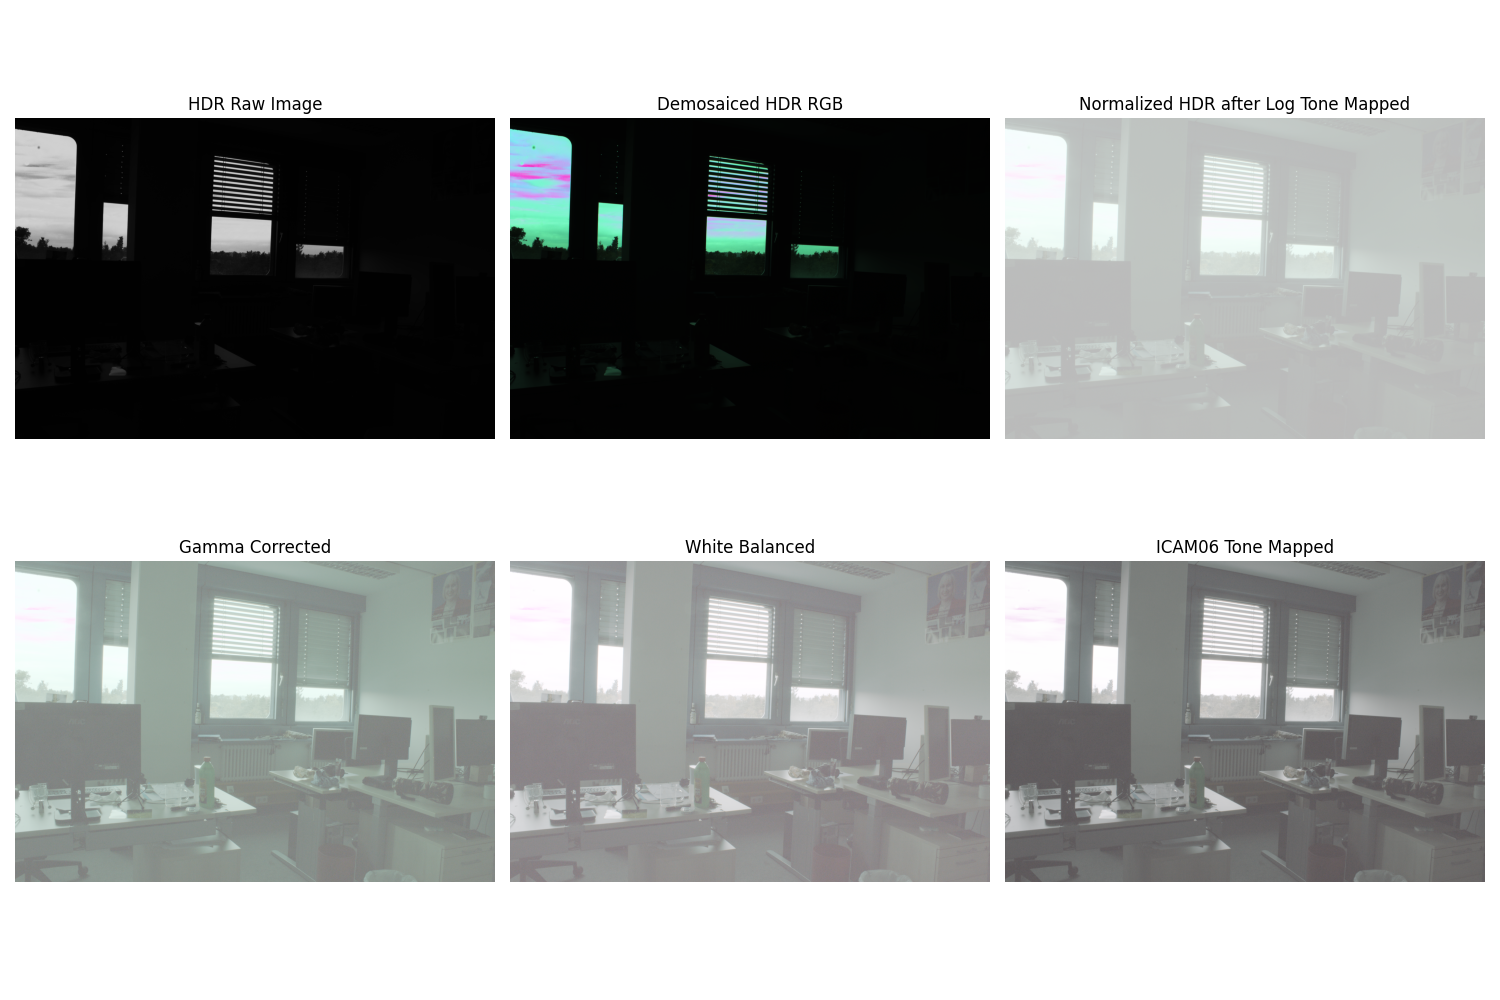 HDR Raw Image
Demosaiced HDR RGB
Normalized HDR after Log Tone Mapped
Gamma Corrected
White Balanced
ICAM06 Tone Mapped